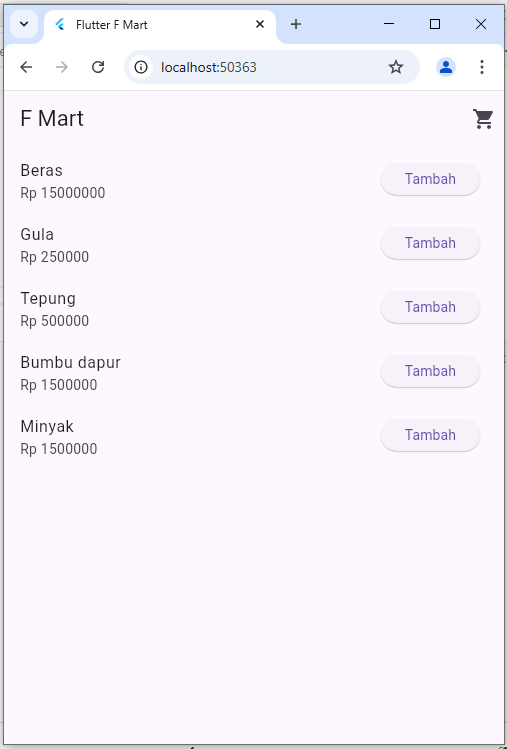 Flutter F Mart
localhost:50363
F Mart
Beras
Rp 15000000
Tambah
Gula
Rp 250000
Tambah
Tepung
Rp 500000
Tambah
Bumbu dapur
Rp 1500000
Tambah
Minyak
Rp 1500000
Tambah